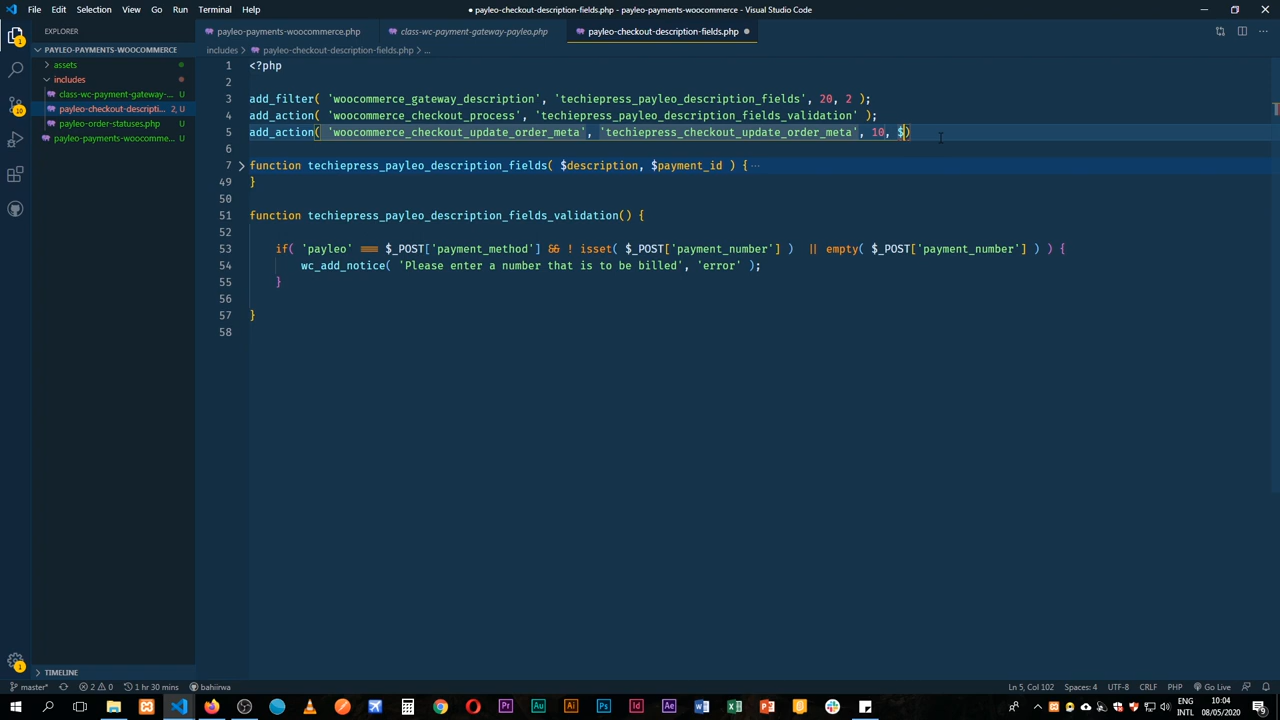 File Edit Selection View Go Run Terminal Help
payleo-checkout-description-fields.php - payleo-payments-woocommerce - Visual Studio Code
EXPLORER
PAYLEO-PAYMENTS-WOOCOMMERCE
assets
includes
class-wc-payment-gateway-... U
payleo-checkout-descripti... 2, U
payleo-order-statuses.php U
payleo-payments-woocomme... U
TIMELINE
payleo-payments-woocommerce.php class-wc-payment-gateway-payleo.php payleo-checkout-description-fields.php
includes > payleo-checkout-description-fields.php > ...
1 <?php
2
3 add_filter( 'woocommerce_gateway_description', 'techiepress_payleo_description_fields', 20, 2 );
4 add_action( 'woocommerce_checkout_process', 'techiepress_payleo_description_fields_validation' );
5 add_action( 'woocommerce_checkout_update_order_meta', 'techiepress_checkout_update_order_meta', 10, $)
6
7 function techiepress_payleo_description_fields( $description, $payment_id ) { ...
49 }
50
51 function techiepress_payleo_description_fields_validation() {
52
53 if( 'payleo' === $_POST['payment_method'] && ! isset( $_POST['payment_number'] ) || empty( $_POST['payment_number'] ) ) {
54 wc_add_notice( 'Please enter a number that is to be billed', 'error' );
55 }
56
57 }
58
master* 2 0 1 hr 30 mins bahiirwa
Ln 5, Col 102 Spaces: 4 UTF-8 CRLF PHP Go Live
ENG
INTL
10:04
08/05/2020